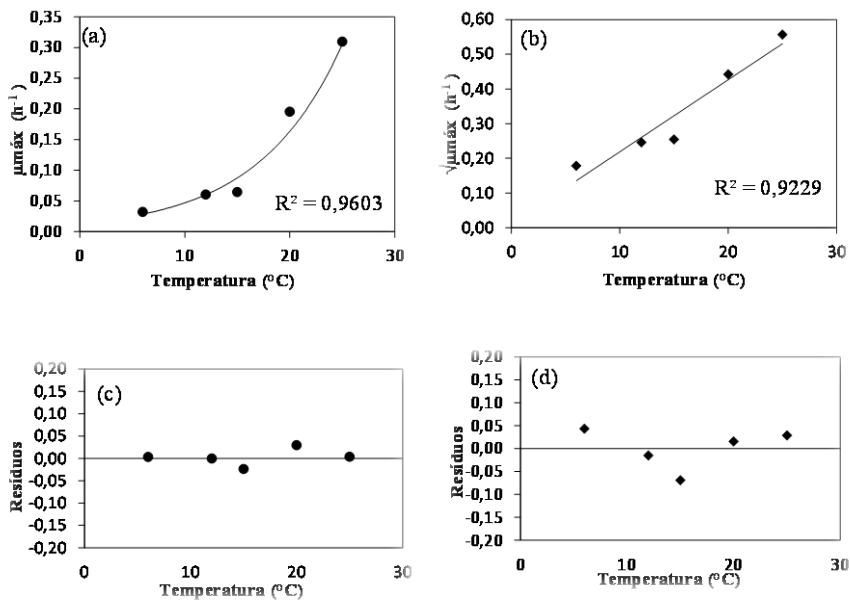 (a)
0,35
0,30
0,25
0,20
0,15
0,10
0,05
0,00
µmáx (h⁻¹)
R² = 0,9603
0 10 20 30
Temperatura (°C)
(b)
0,60
0,50
0,40
0,30
0,20
0,10
0,00
√µmáx (h⁻¹)
R² = 0,9229
0 10 20 30
Temperatura (°C)
(c)
0,20
0,15
0,10
0,05
0,00
-0,05
-0,10
-0,15
-0,20
Resíduos
0 10 20 30
Temperatura (°C)
(d)
0,20
0,15
0,10
0,05
0,00
-0,05
-0,10
-0,15
-0,20
Resíduos
0 10 20 30
Temperatura (°C)